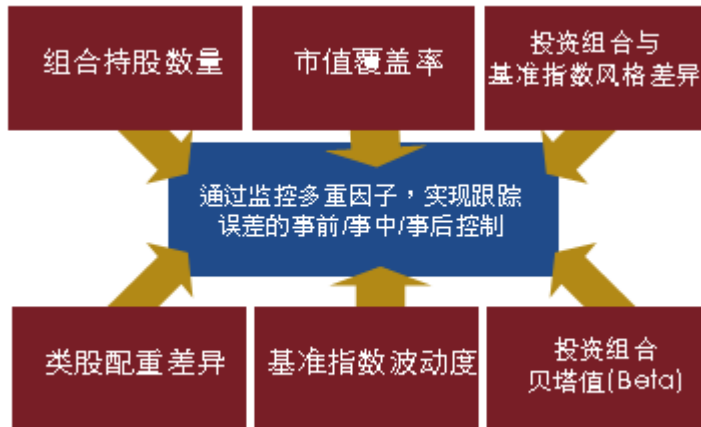 组合持股数量
市值覆盖率
投资组合与
基准指数风格差异
通过监控多重因子，实现跟踪
误差的事前/事中/事后控制
类股配重差异
基准指数波动度
投资组合
贝塔值(Beta)